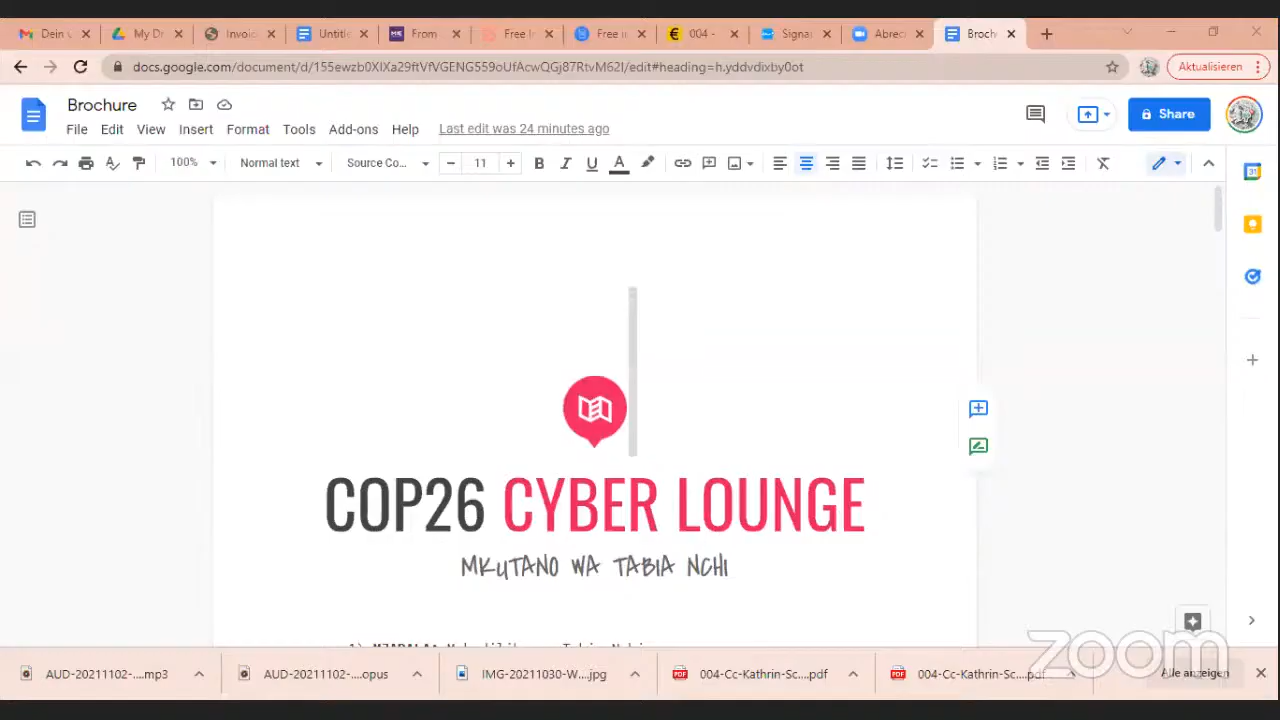 Dein
My Dr
Invoi
Untitl
From
Free In
Free i
004 -
Signa
Abrec
Broch
docs.google.com/document/d/
/edit#heading=h.yddvdixby0ot
Aktualisieren
Brochure
Share
File Edit View Insert Format Tools Add-ons Help Last edit was 24 minutes ago
100% Normal text Source Co... 11 B I U A
31
COP26 CYBER LOUNGE
MKUTANO WA TABIA NCHI
zoom
AUD-20211102-....mp3 AUD-20211102-....opus IMG-20211030-W....jpg 004-Cc-Kathrin-Sc....pdf 004-Cc-Kathrin-Sc....pdf Alle anzeigen